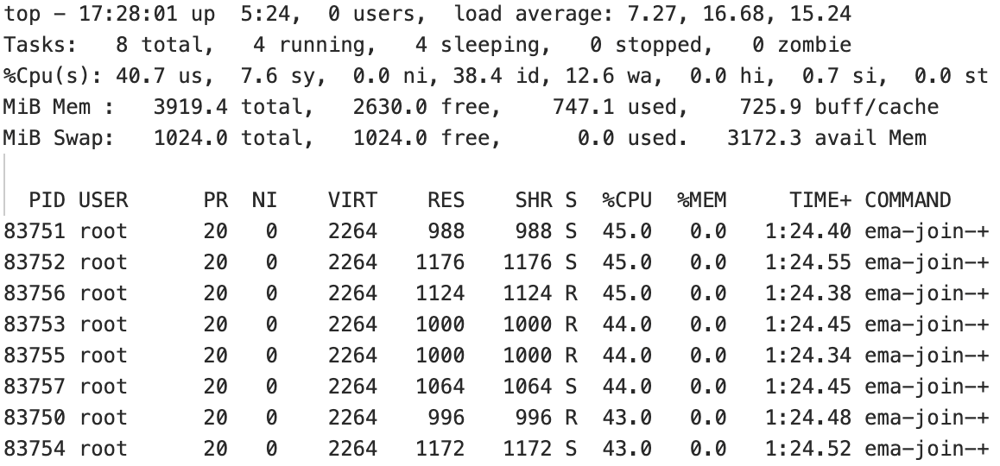 top - 17:28:01 up  5:24,  0 users,  load average: 7.27, 16.68, 15.24
Tasks:   8 total,   4 running,   4 sleeping,   0 stopped,   0 zombie
%Cpu(s): 40.7 us,  7.6 sy,  0.0 ni, 38.4 id, 12.6 wa,  0.0 hi,  0.7 si,  0.0 st
MiB Mem :   3919.4 total,   2630.0 free,    747.1 used,    725.9 buff/cache
MiB Swap:   1024.0 total,   1024.0 free,      0.0 used.   3172.3 avail Mem
  PID USER      PR  NI    VIRT    RES    SHR S  %CPU  %MEM     TIME+ COMMAND
83751 root      20   0    2264    988    988 S  45.0   0.0   1:24.40 ema-join-+
83752 root      20   0    2264   1176   1176 S  45.0   0.0   1:24.55 ema-join-+
83756 root      20   0    2264   1124   1124 R  45.0   0.0   1:24.38 ema-join-+
83753 root      20   0    2264   1000   1000 R  44.0   0.0   1:24.45 ema-join-+
83755 root      20   0    2264   1000   1000 R  44.0   0.0   1:24.34 ema-join-+
83757 root      20   0    2264   1064   1064 S  44.0   0.0   1:24.45 ema-join-+
83750 root      20   0    2264    996    996 R  43.0   0.0   1:24.48 ema-join-+
83754 root      20   0    2264   1172   1172 S  43.0   0.0   1:24.52 ema-join-+